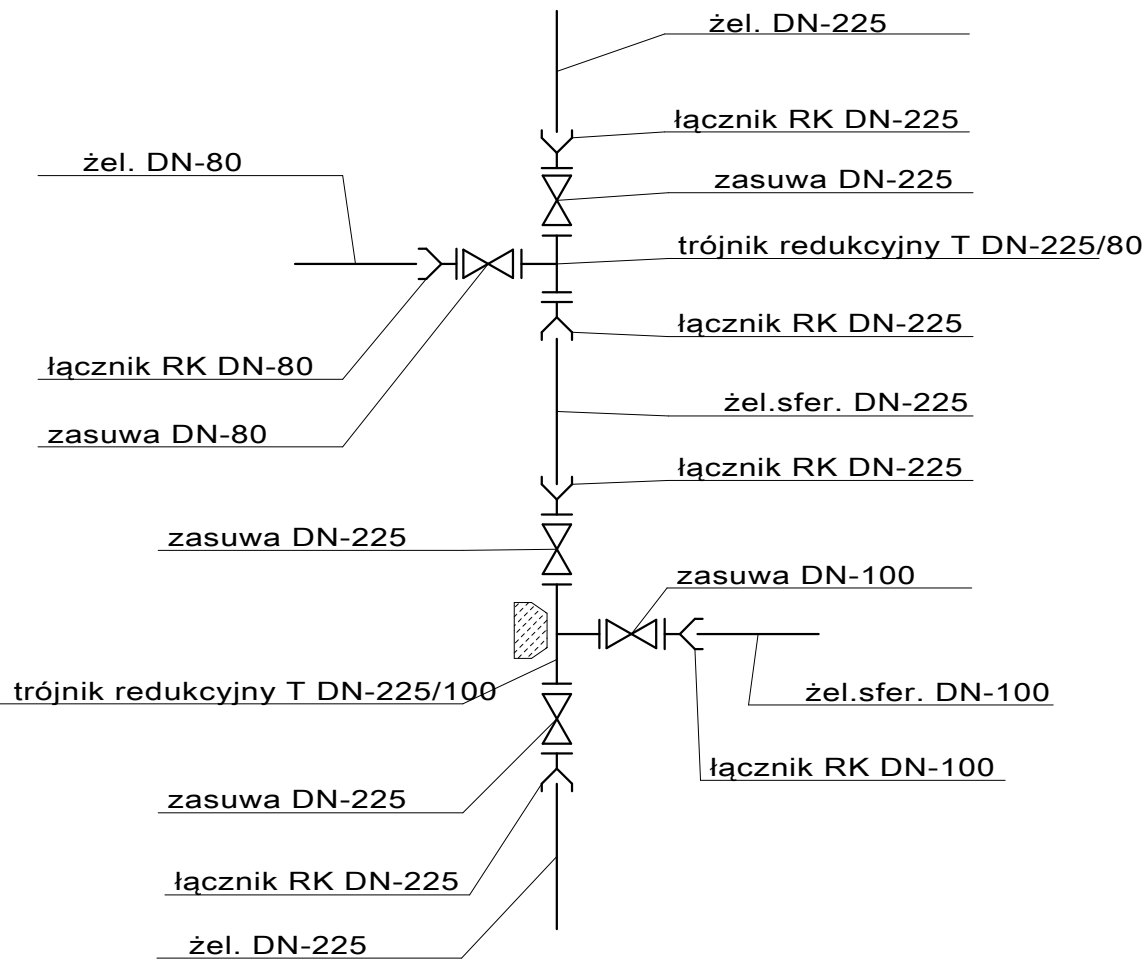 żel. DN-225
łącznik RK DN-225
żel. DN-80
zasuwa DN-225
trójnik redukcyjny T DN-225/80
łącznik RK DN-225
łącznik RK DN-80
żel.sfer. DN-225
zasuwa DN-80
łącznik RK DN-225
zasuwa DN-225
zasuwa DN-100
trójnik redukcyjny T DN-225/100
żel.sfer. DN-100
łącznik RK DN-100
zasuwa DN-225
łącznik RK DN-225
żel. DN-225